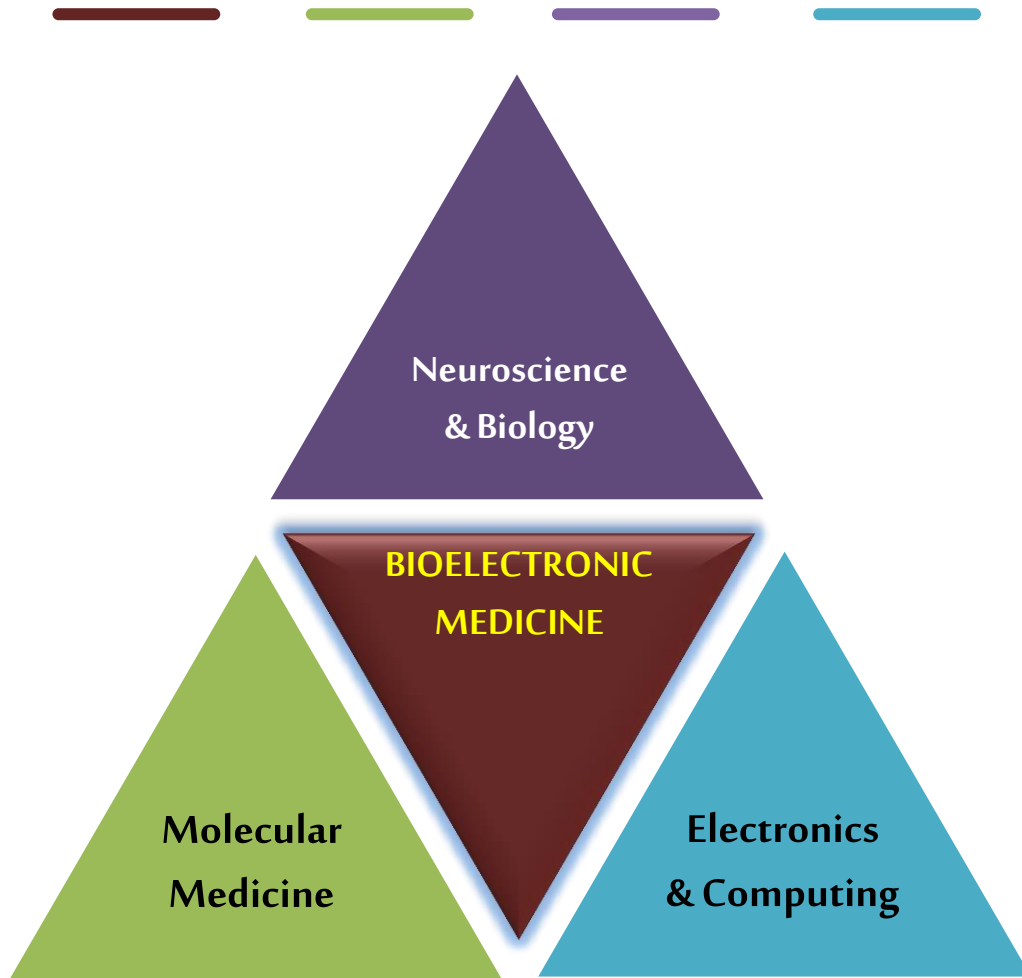 Neuroscience
& Biology
BIOELECTRONIC
MEDICINE
Molecular
Medicine
Electronics
& Computing